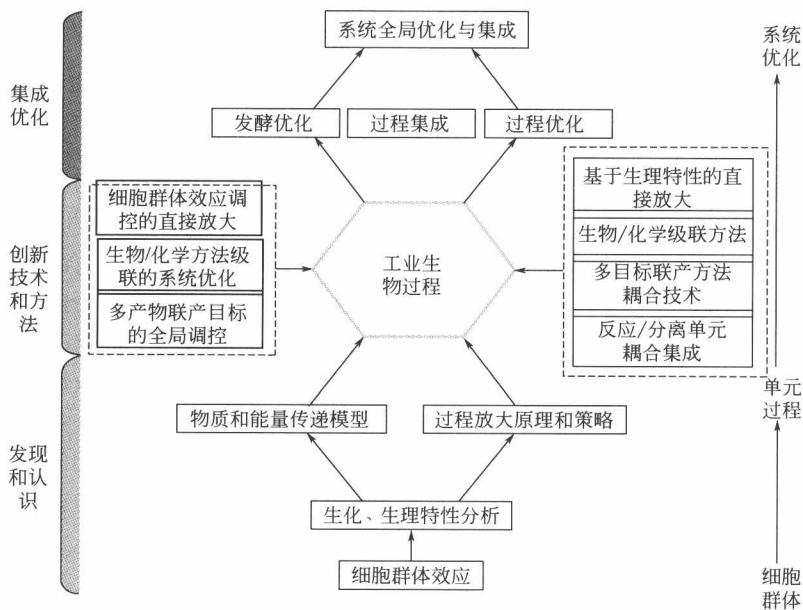 系统全局优化与集成
系统
优化
集成
优化
发酵优化
过程集成
过程优化
细胞群体效应调
控的直接放大
生物/化学方法级
联的系统优化
多产物联产目标
的全局调控
创新
技术
和方
法
工业生
物过程
基于生理特性的直
接放大
生物/化学级联方法
多目标联产方法
耦合技术
反应/分离单元
耦合集成
单元
过程
物质和能量传递模型
过程放大原理和策略
发现
和认
识
生化、生理特性分析
细胞群体效应
细胞
群体